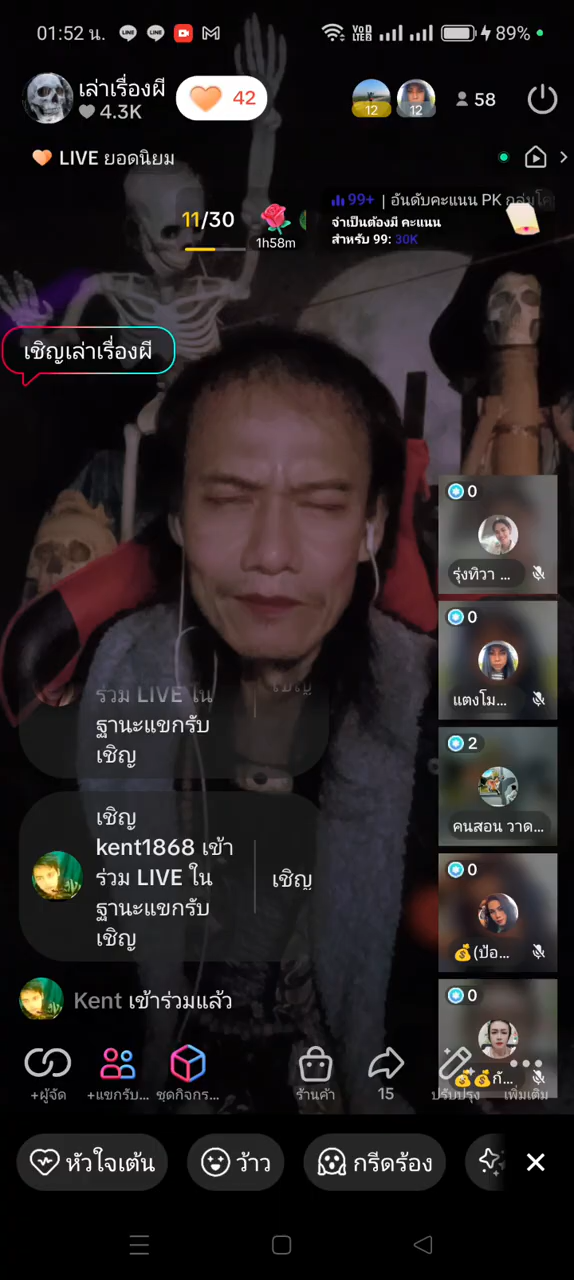 01:52 น.
LINE LINE
VoD LTED 89%
เล่าเรื่องผี
4.3K
42
12
12
58
LIVE ยอดนิยม
11/30
1h58m
99+ | อันดับคะแนน PK
จำเป็นต้องมี คะแนน
สำหรับ 99: 30K
เชิญเล่าเรื่องผี
0
รุ่งทิวา ...
0
แตงโม...
2
คนสอน วาด...
0
💰(ป้อ...
0
💰💰กั...
ร่วม LIVE ใน
ฐานะแขกรับ
เชิญ
เชิญ
เชิญ
kent1868 เข้า
ร่วม LIVE ใน
ฐานะแขกรับ
เชิญ
เชิญ
Kent เข้าร่วมแล้ว
+ผู้จัด
+แขกรับ...
ชุดกิจกร...
ร้านค้า
15
ปรับปรุง
เพิ่มเติม
หัวใจเต้น
ว้าว
กรีดร้อง